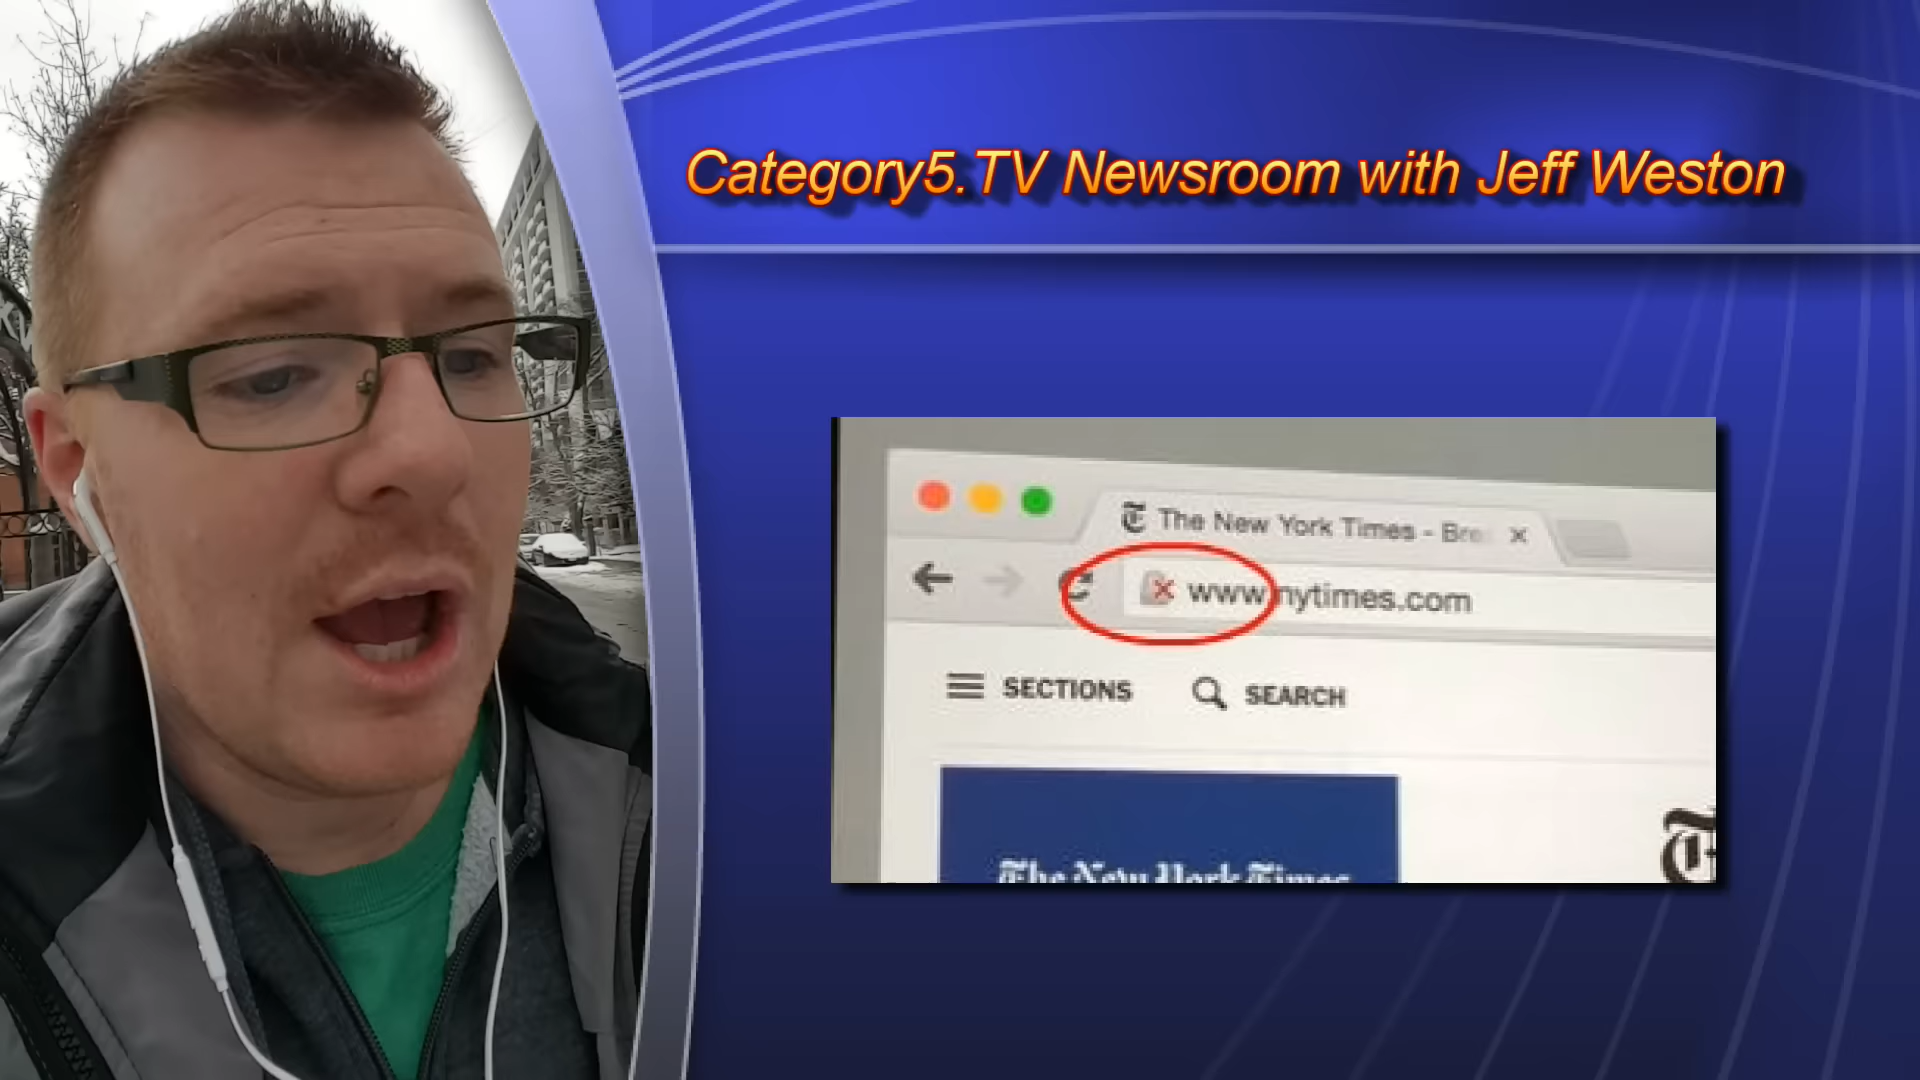 Category5.TV Newsroom with Jeff Weston
The New York Times - Bre
www.nytimes.com
SECTIONS SEARCH
The New York Times